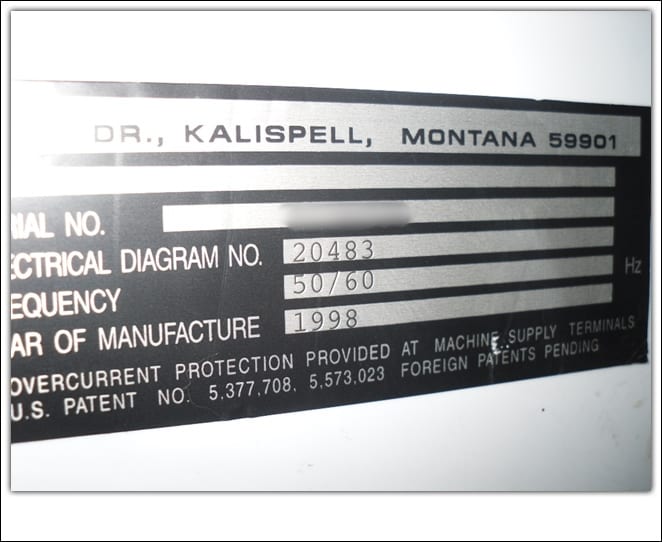 DR., KALISPELL, MONTANA 59901
RIAL NO.
ECTRICAL DIAGRAM NO. 20483
EQUENCY 50/60 Hz
AR OF MANUFACTURE 1998
OVERCURRENT PROTECTION PROVIDED AT MACHINE SUPPLY TERMINALS
U.S. PATENT NO. 5,377,708, 5,573,023 FOREIGN PATENTS PENDING